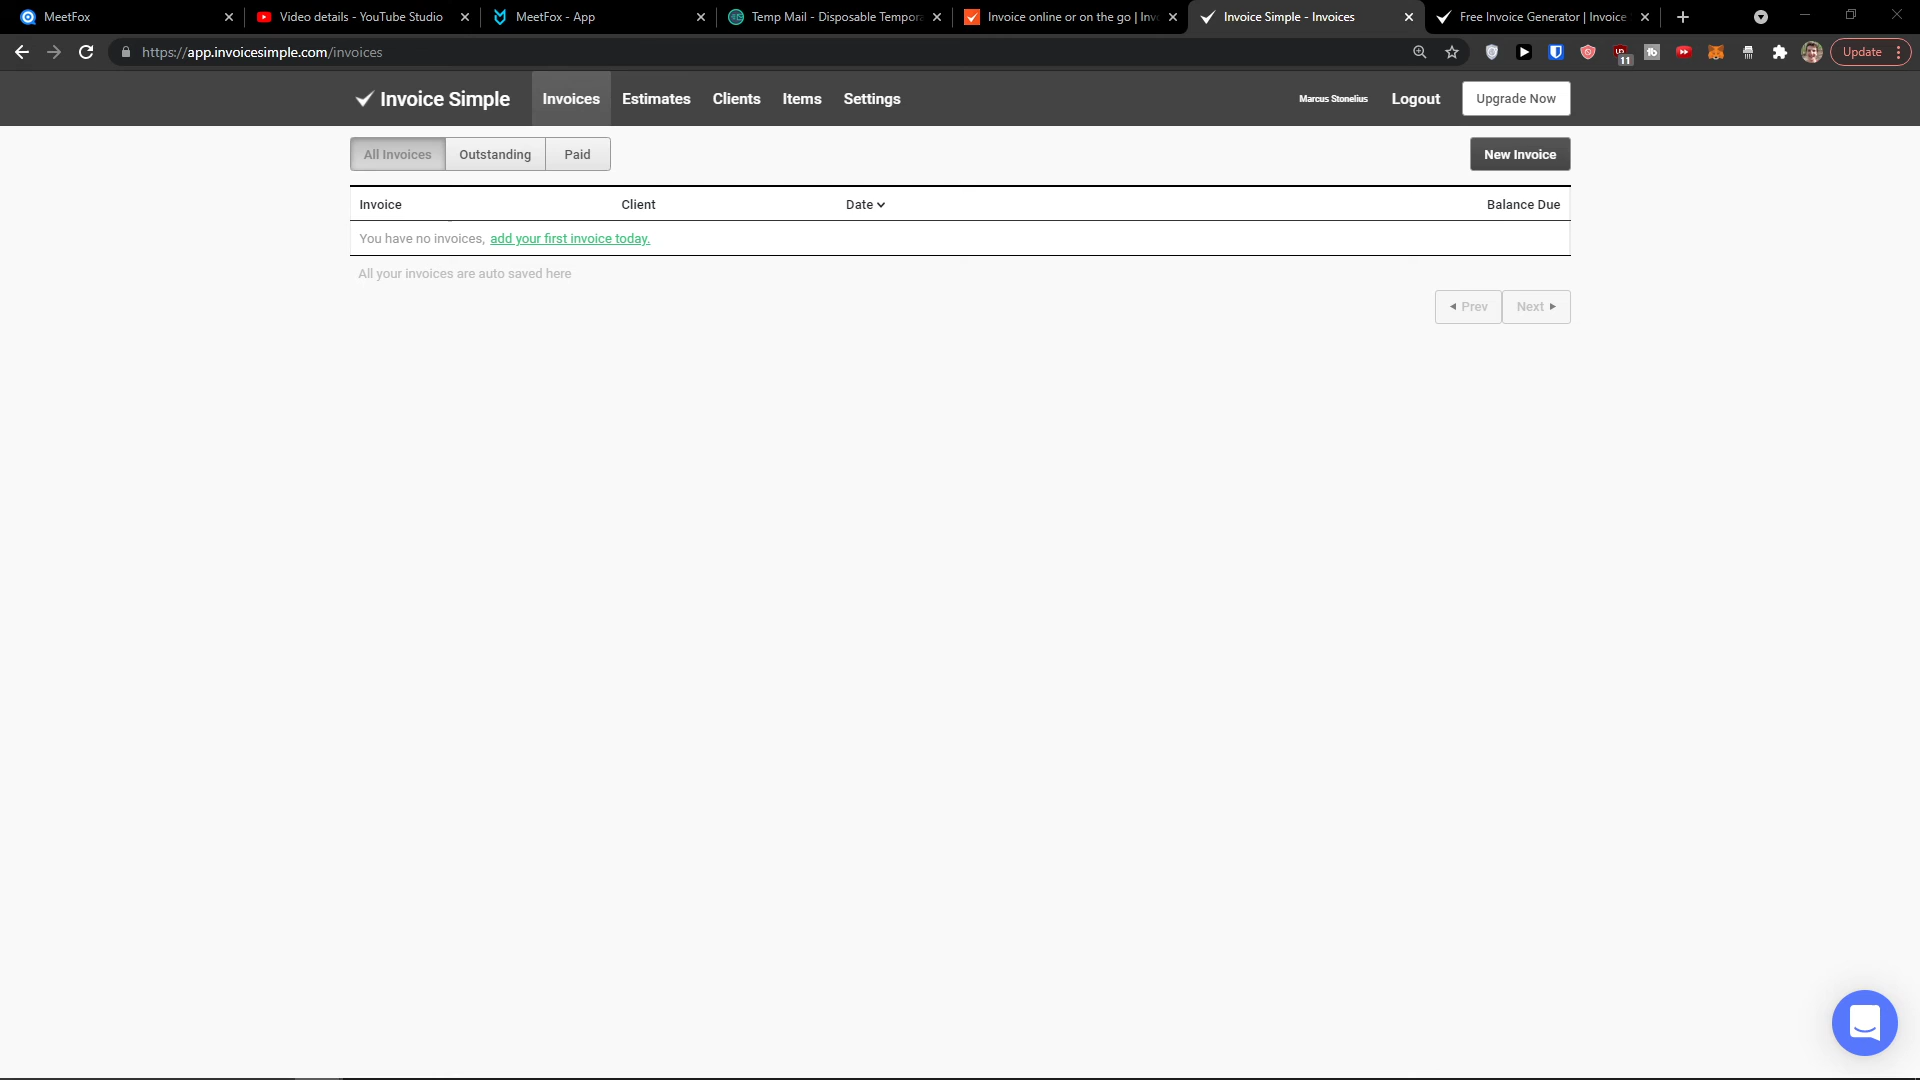 MeetFox
Video details - YouTube Studio
MeetFox - App
Temp Mail - Disposable Tempora
Invoice online or on the go | Invo
Invoice Simple - Invoices
Free Invoice Generator | Invoice
https://app.invoicesimple.com/invoices
11
Update
Invoice Simple
Invoices
Estimates
Clients
Items
Settings
Marcus Stonelius
Logout
Upgrade Now
All Invoices
Outstanding
Paid
New Invoice
Invoice
Client
Date
Balance Due
You have no invoices, add your first invoice today.
All your invoices are auto saved here
Prev
Next